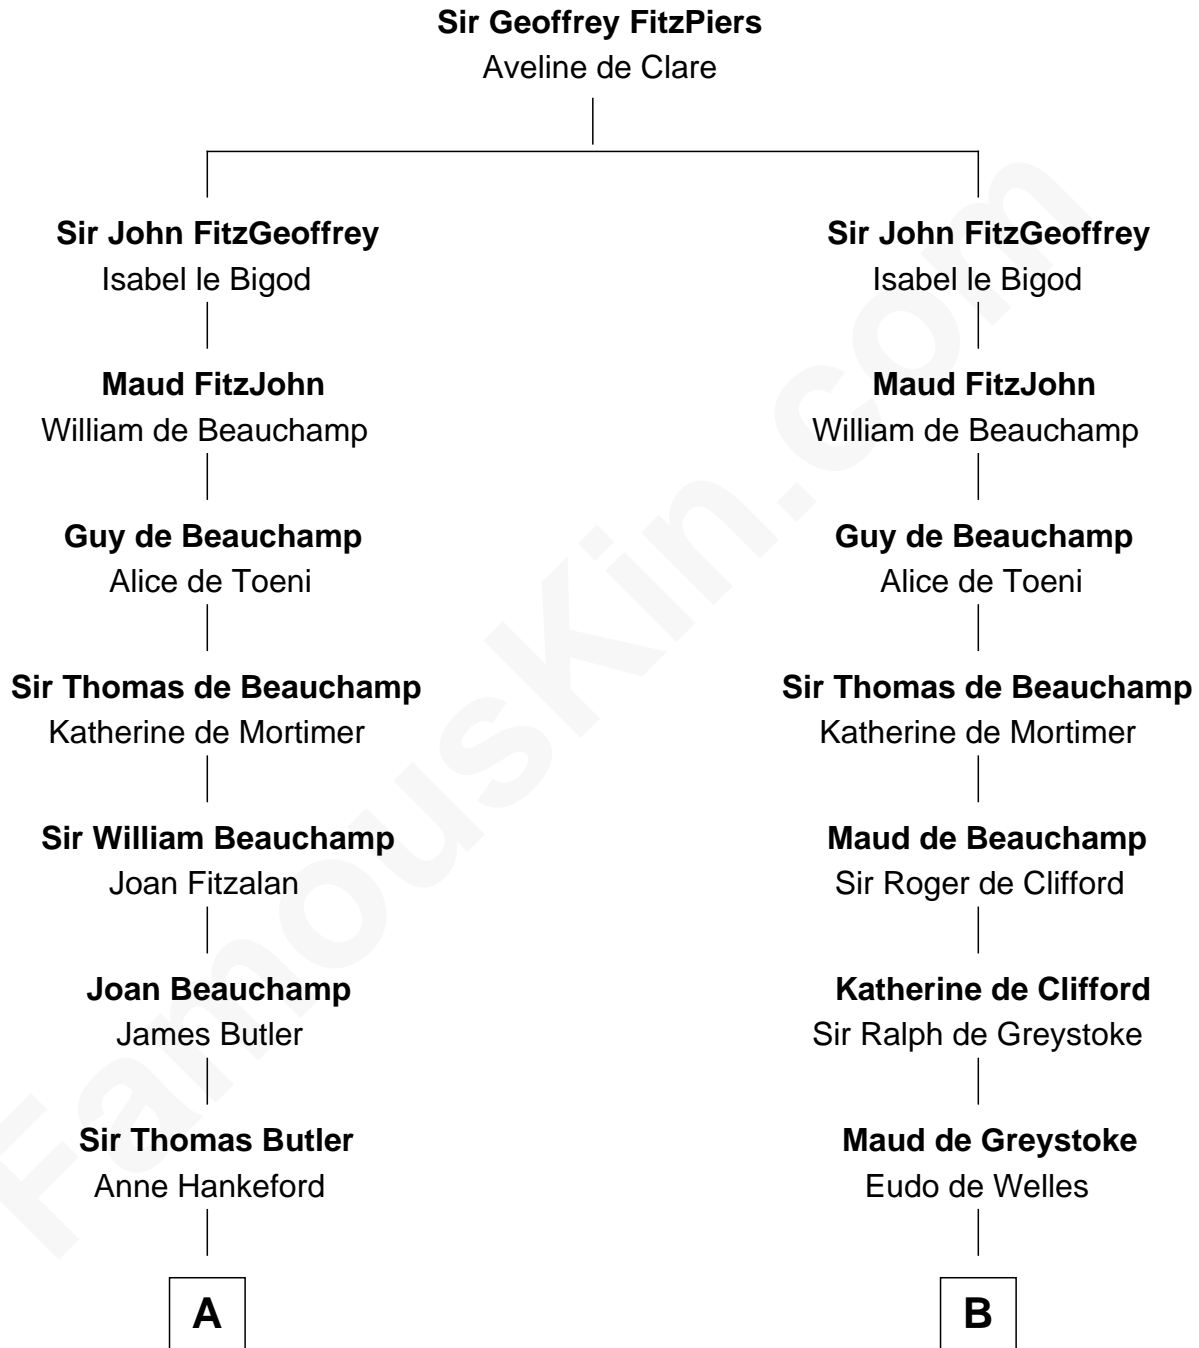 Sir Geoffrey FitzPiers
Aveline de Clare
Sir John FitzGeoffrey
Isabel le Bigod
Sir John FitzGeoffrey
Isabel le Bigod
Maud FitzJohn
William de Beauchamp
Maud FitzJohn
William de Beauchamp
Guy de Beauchamp
Alice de Toeni
Guy de Beauchamp
Alice de Toeni
Sir Thomas de Beauchamp
Katherine de Mortimer
Sir Thomas de Beauchamp
Katherine de Mortimer
Sir William Beauchamp
Joan Fitzalan
Maud de Beauchamp
Sir Roger de Clifford
Joan Beauchamp
James Butler
Katherine de Clifford
Sir Ralph de Greystoke
Sir Thomas Butler
Anne Hankeford
Maud de Greystoke
Eudo de Welles
A
B
FamousKin.com